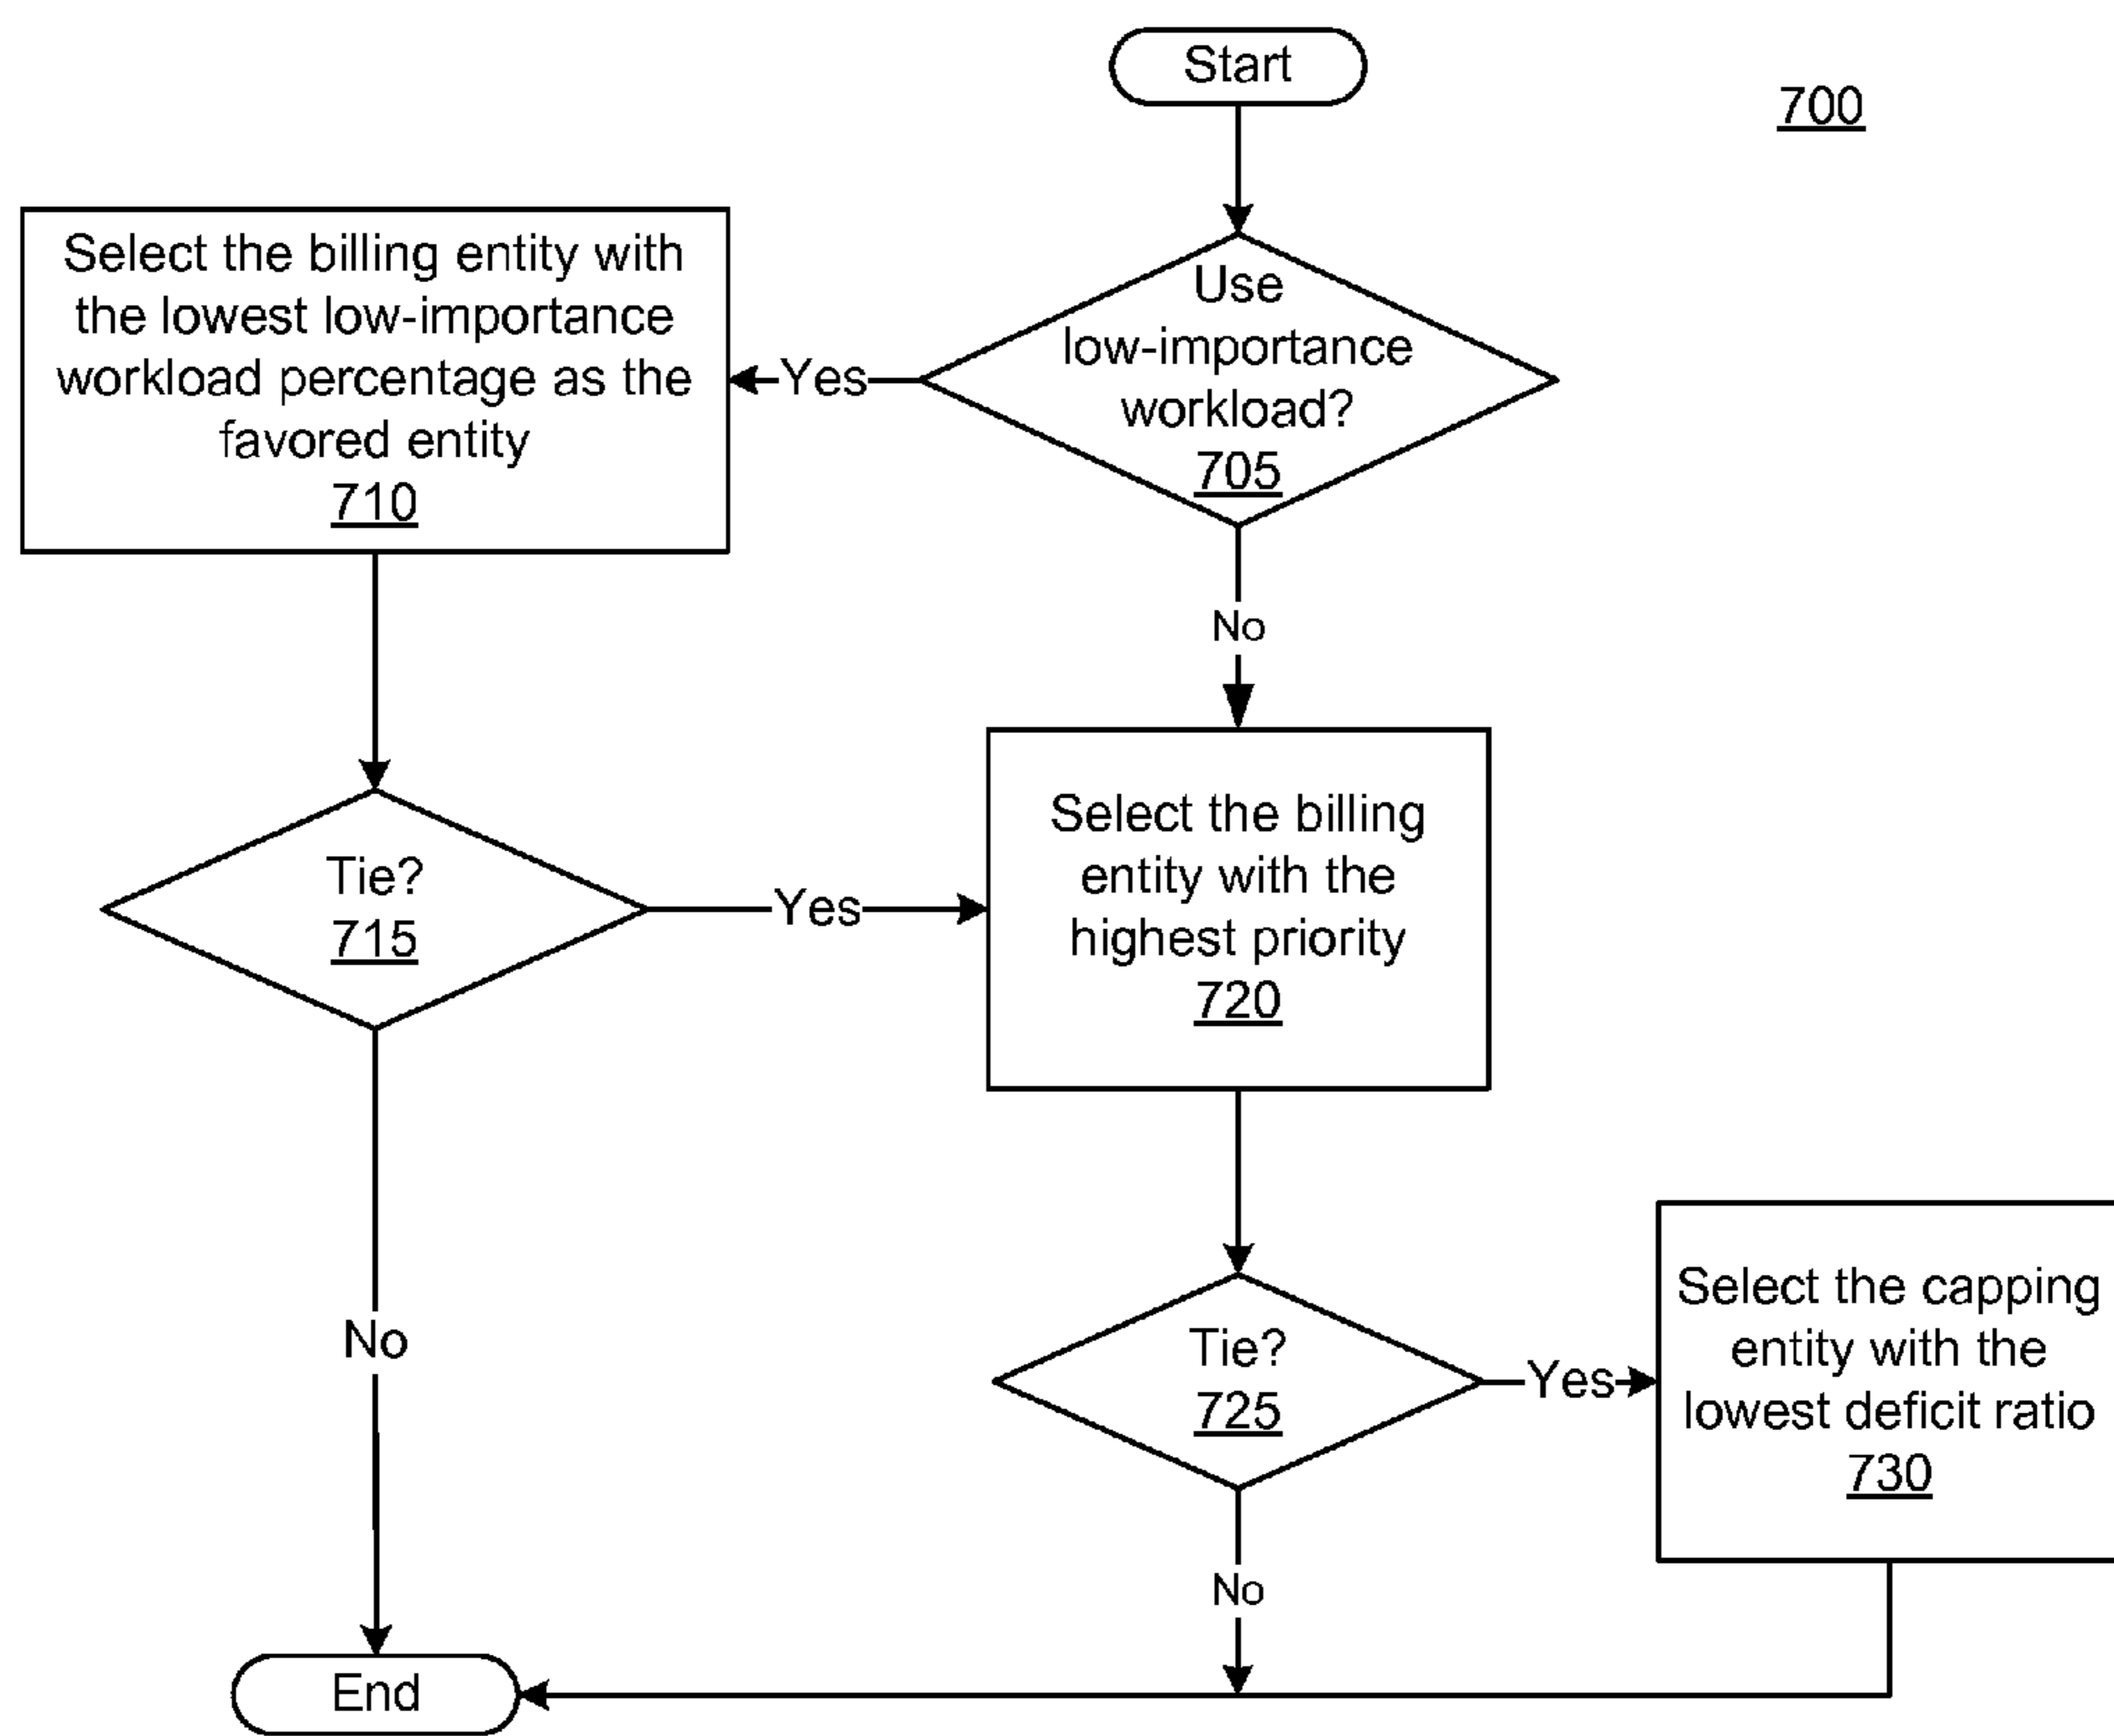 Start
700
Use
low-importance
workload?
705
Yes
Select the billing entity with
the lowest low-importance
workload percentage as the
favored entity
710
No
Tie?
715
Yes
Select the billing
entity with the
highest priority
720
No
Tie?
725
Yes
Select the capping
entity with the
lowest deficit ratio
730
No
End